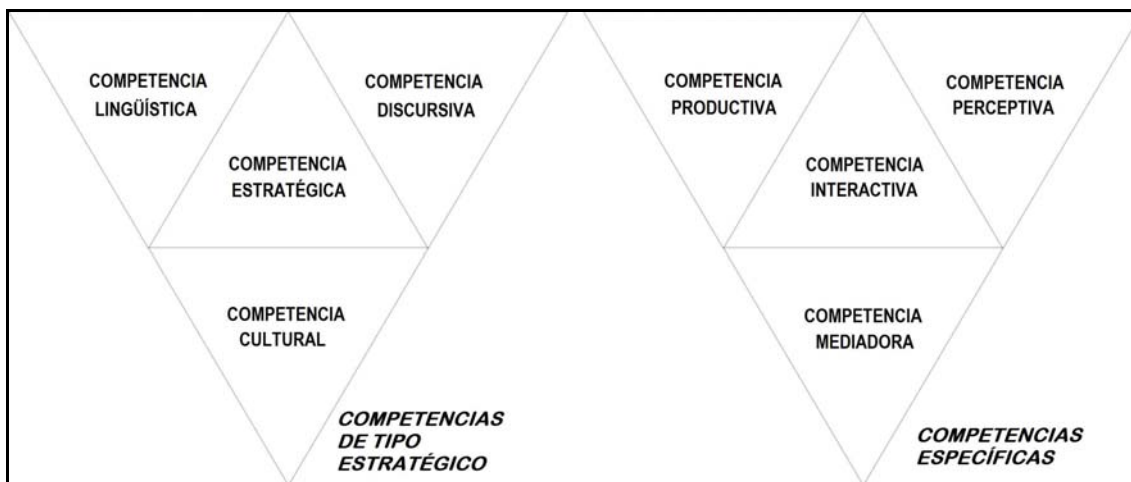 COMPETENCIA
LINGÜÍSTICA
COMPETENCIA
DISCURSIVA
COMPETENCIA
ESTRATÉGICA
COMPETENCIA
CULTURAL
COMPETENCIAS
DE TIPO
ESTRATÉGICO
COMPETENCIA
PRODUCTIVA
COMPETENCIA
PERCEPTIVA
COMPETENCIA
INTERACTIVA
COMPETENCIA
MEDIADORA
COMPETENCIAS
ESPECÍFICAS